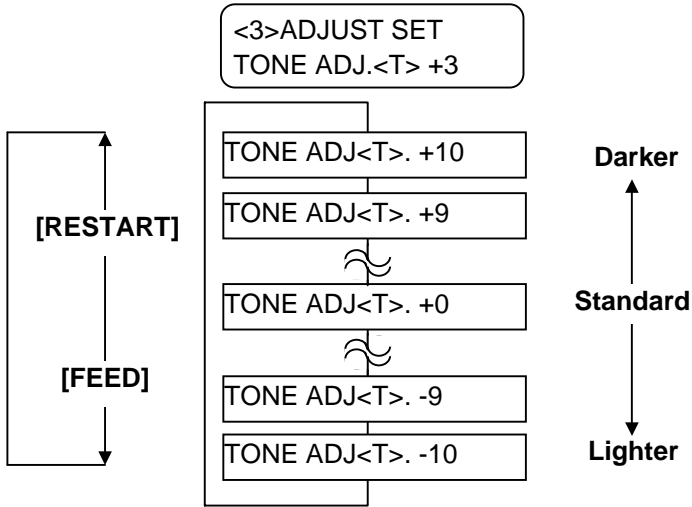 <3>ADJUST SET
TONE ADJ.<T> +3
TONE ADJ<T>. +10
Darker
TONE ADJ<T>. +9
[RESTART]
TONE ADJ<T>. +0
Standard
[FEED]
TONE ADJ<T>. -9
TONE ADJ<T>. -10
Lighter